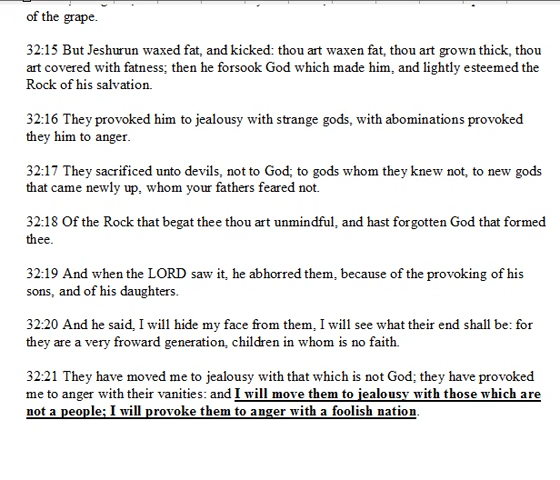 of the grape.
32:15 But Jeshurun waxed fat, and kicked: thou art waxen fat, thou art grown thick, thou
art covered with fatness; then he forsook God which made him, and lightly esteemed the
Rock of his salvation.
32:16 They provoked him to jealousy with strange gods, with abominations provoked
they him to anger.
32:17 They sacrificed unto devils, not to God; to gods whom they knew not, to new gods
that came newly up, whom your fathers feared not.
32:18 Of the Rock that begat thee thou art unmindful, and hast forgotten God that formed
thee.
32:19 And when the LORD saw it, he abhorred them, because of the provoking of his
sons, and of his daughters.
32:20 And he said, I will hide my face from them, I will see what their end shall be: for
they are a very froward generation, children in whom is no faith.
32:21 They have moved me to jealousy with that which is not God; they have provoked
me to anger with their vanities: and I will move them to jealousy with those which are
not a people; I will provoke them to anger with a foolish nation.